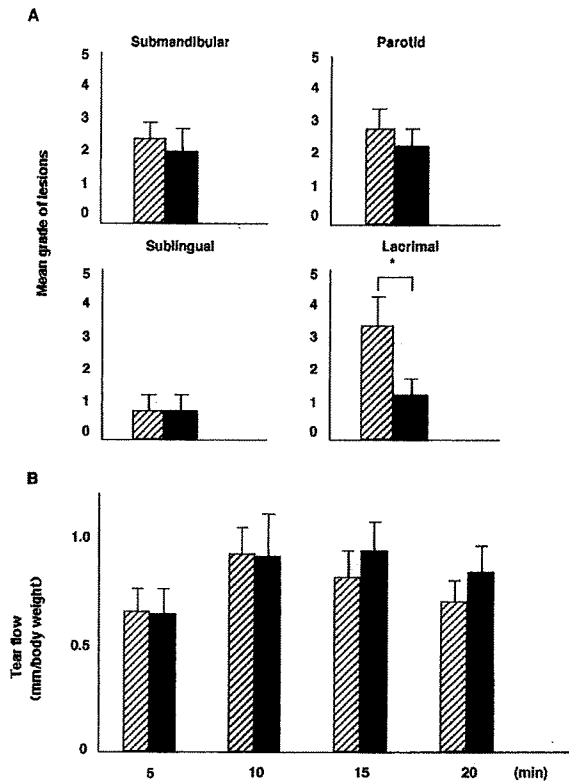 A
Submandibular
Parotid
5
4
3
2
1
0
5
4
3
2
1
0
Mean grade of lesions
Sublingual
Lacrimal
5
4
3
2
1
0
5
4
3
2
1
0
*
B
1.0
0.5
0
Tear flow
(mm/body weight)
5 10 15 20 (min)